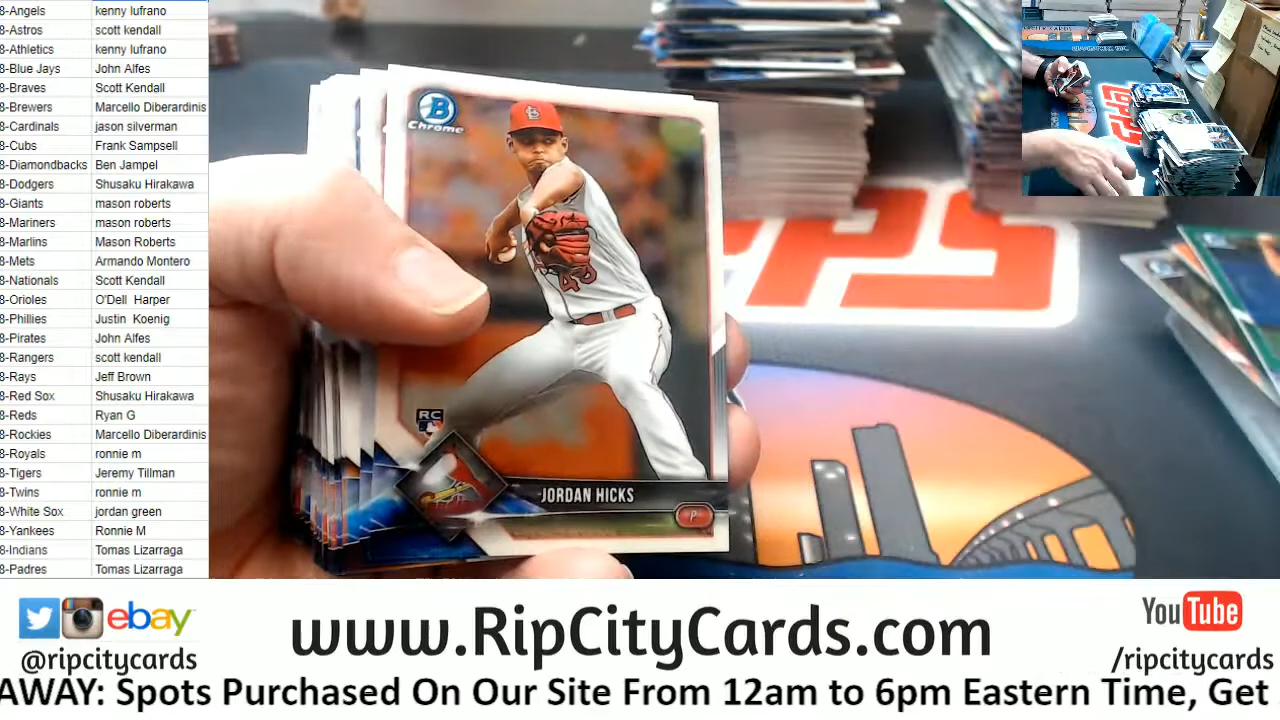 8-Angels kenny lufrano
8-Astros scott kendall
8-Athletics kenny lufrano
8-Blue Jays John Alfes
8-Braves Scott Kendall
8-Brewers Marcello Diberardinis
8-Cardinals jason silverman
8-Cubs Frank Sampsell
8-Diamondbacks Ben Jampel
8-Dodgers Shusaku Hirakawa
8-Giants mason roberts
8-Mariners mason roberts
8-Marlins Mason Roberts
8-Mets Armando Montero
8-Nationals Scott Kendall
8-Orioles O'Dell Harper
8-Phillies Justin Koenig
8-Pirates John Alfes
8-Rangers scott kendall
8-Rays Jeff Brown
8-Red Sox Shusaku Hirakawa
8-Reds Ryan G
8-Rockies Marcello Diberardinis
8-Royals ronnie m
8-Tigers Jeremy Tillman
8-Twins ronnie m
8-White Sox jordan green
8-Yankees Ronnie M
8-Indians Tomas Lizarraga
8-Padres Tomas Lizarraga
B
Chrome
49
RC
JORDAN HICKS
P
ebay
@ripcitycards
www.RipCityCards.com
YouTube
/ripcitycards
AWAY: Spots Purchased On Our Site From 12am to 6pm Eastern Time, Get